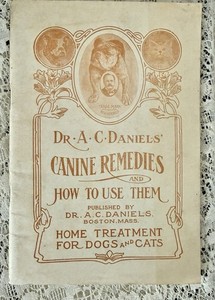 DR. A.C. DANIELS'
CANINE REMEDIES
AND
HOW TO USE THEM
PUBLISHED BY
DR. A.C. DANIELS.
BOSTON, MASS.
HOME TREATMENT
FOR DOGS AND CATS